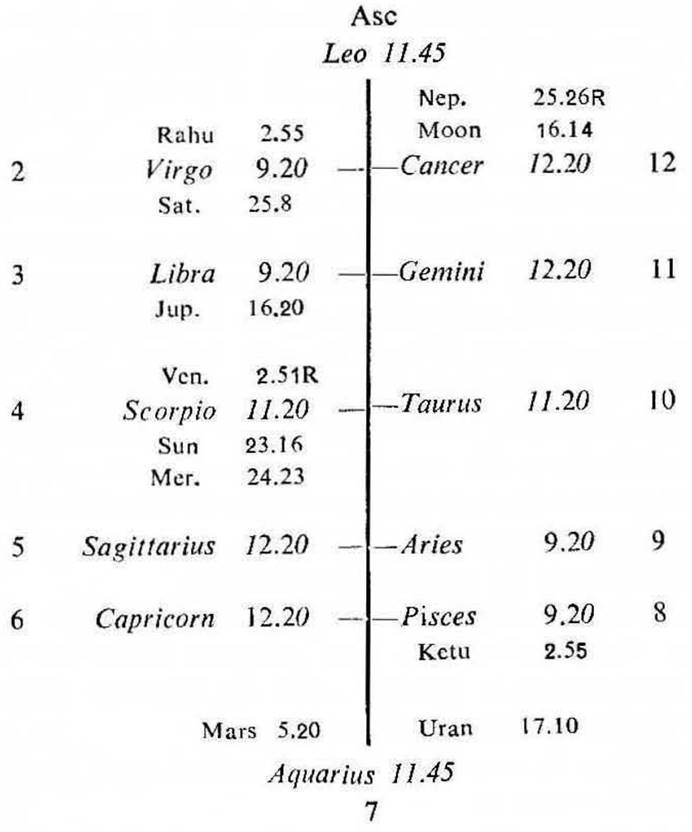 Asc
Leo 11.45
Nep. 25.26R
Rahu 2.55 Moon 16.14
2 Virgo 9.20 Cancer 12.20 12
Sat. 25.8
3 Libra 9.20 Gemini 12.20 11
Jup. 16.20
Ven. 2.51R
4 Scorpio 11.20 Taurus 11.20 10
Sun 23.16
Mer. 24.23
5 Sagittarius 12.20 Aries 9.20 9
6 Capricorn 12.20 Pisces 9.20 8
Ketu 2.55
Mars 5.20 Uran 17.10
Aquarius 11.45
7